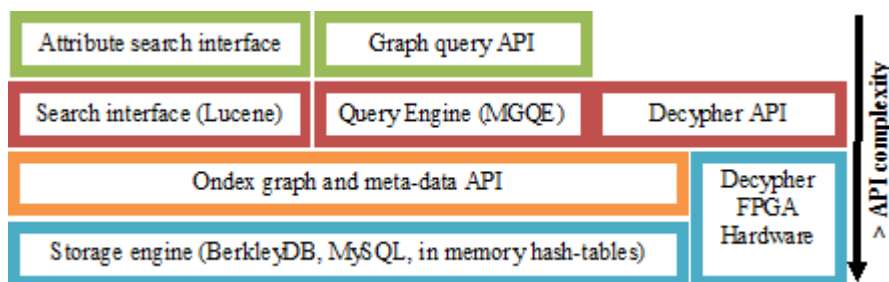 Attribute search interface
Graph query API
Search interface (Lucene)
Query Engine (MGQE)
Decypher API
Ondex graph and meta-data API
Decypher
FPGA
Hardware
Storage engine (BerkleyDB, MySQL, in memory hash-tables)
> API complexity